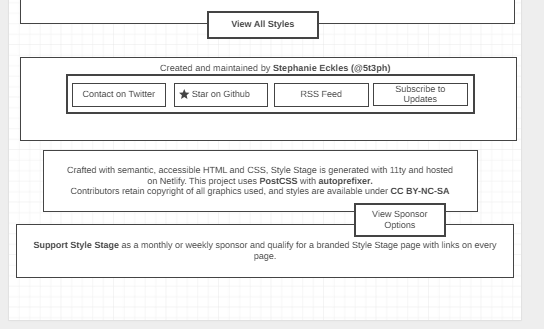 View All Styles
Created and maintained by Stephanie Eckles (@5t3ph)
Contact on Twitter
Star on Github
RSS Feed
Subscribe to
Updates
Crafted with semantic, accessible HTML and CSS, Style Stage is generated with 11ty and hosted
on Netlify. This project uses PostCSS with autoprefixer.
Contributors retain copyright of all graphics used, and styles are available under CC BY-NC-SA
View Sponsor
Options
Support Style Stage as a monthly or weekly sponsor and qualify for a branded Style Stage page with links on every
page.